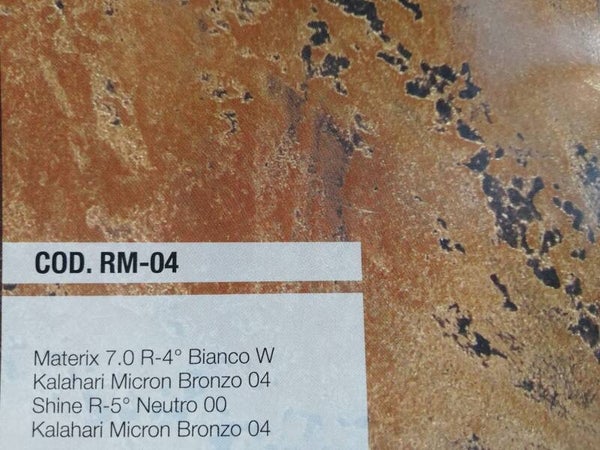 COD. RM-04
Materix 7.0 R-4° Bianco W
Kalahari Micron Bronzo 04
Shine R-5° Neutro 00
Kalahari Micron Bronzo 04